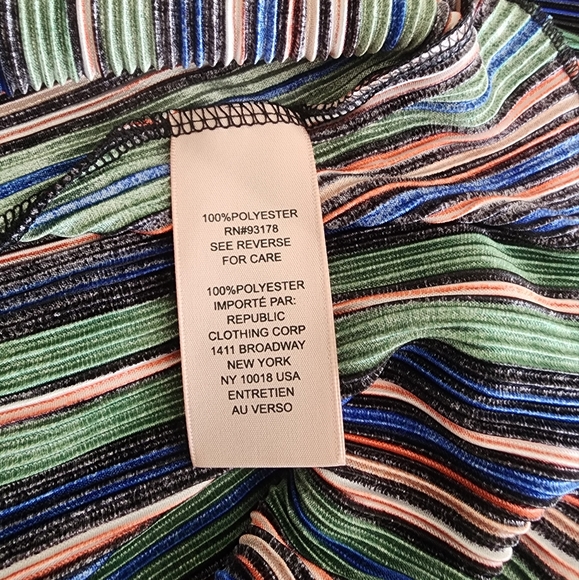 100%POLYESTER
RN#93178
SEE REVERSE
FOR CARE
100%POLYESTER
IMPORTÉ PAR:
REPUBLIC
CLOTHING CORP
1411 BROADWAY
NEW YORK
NY 10018 USA
ENTRETIEN
AU VERSO